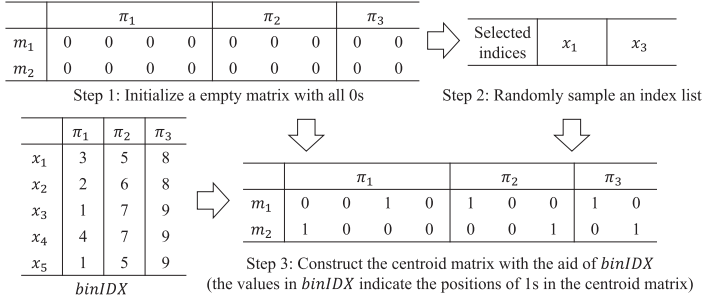 π₁ π₂ π₃
m₁ 0 0 0 0 0 0 0 0 0
m₂ 0 0 0 0 0 0 0 0 0
Step 1: Initialize a empty matrix with all 0s
Selected indices x₁ x₃
Step 2: Randomly sample an index list
π₁ π₂ π₃
x₁ 3 5 8
x₂ 2 6 8
x₃ 1 7 9
x₄ 4 7 9
x₅ 1 5 9
binIDX
π₁ π₂ π₃
m₁ 0 0 1 0 1 0 0 1 0
m₂ 1 0 0 0 0 0 1 0 1
Step 3: Construct the centroid matrix with the aid of binIDX
(the values in binIDX indicate the positions of 1s in the centroid matrix)